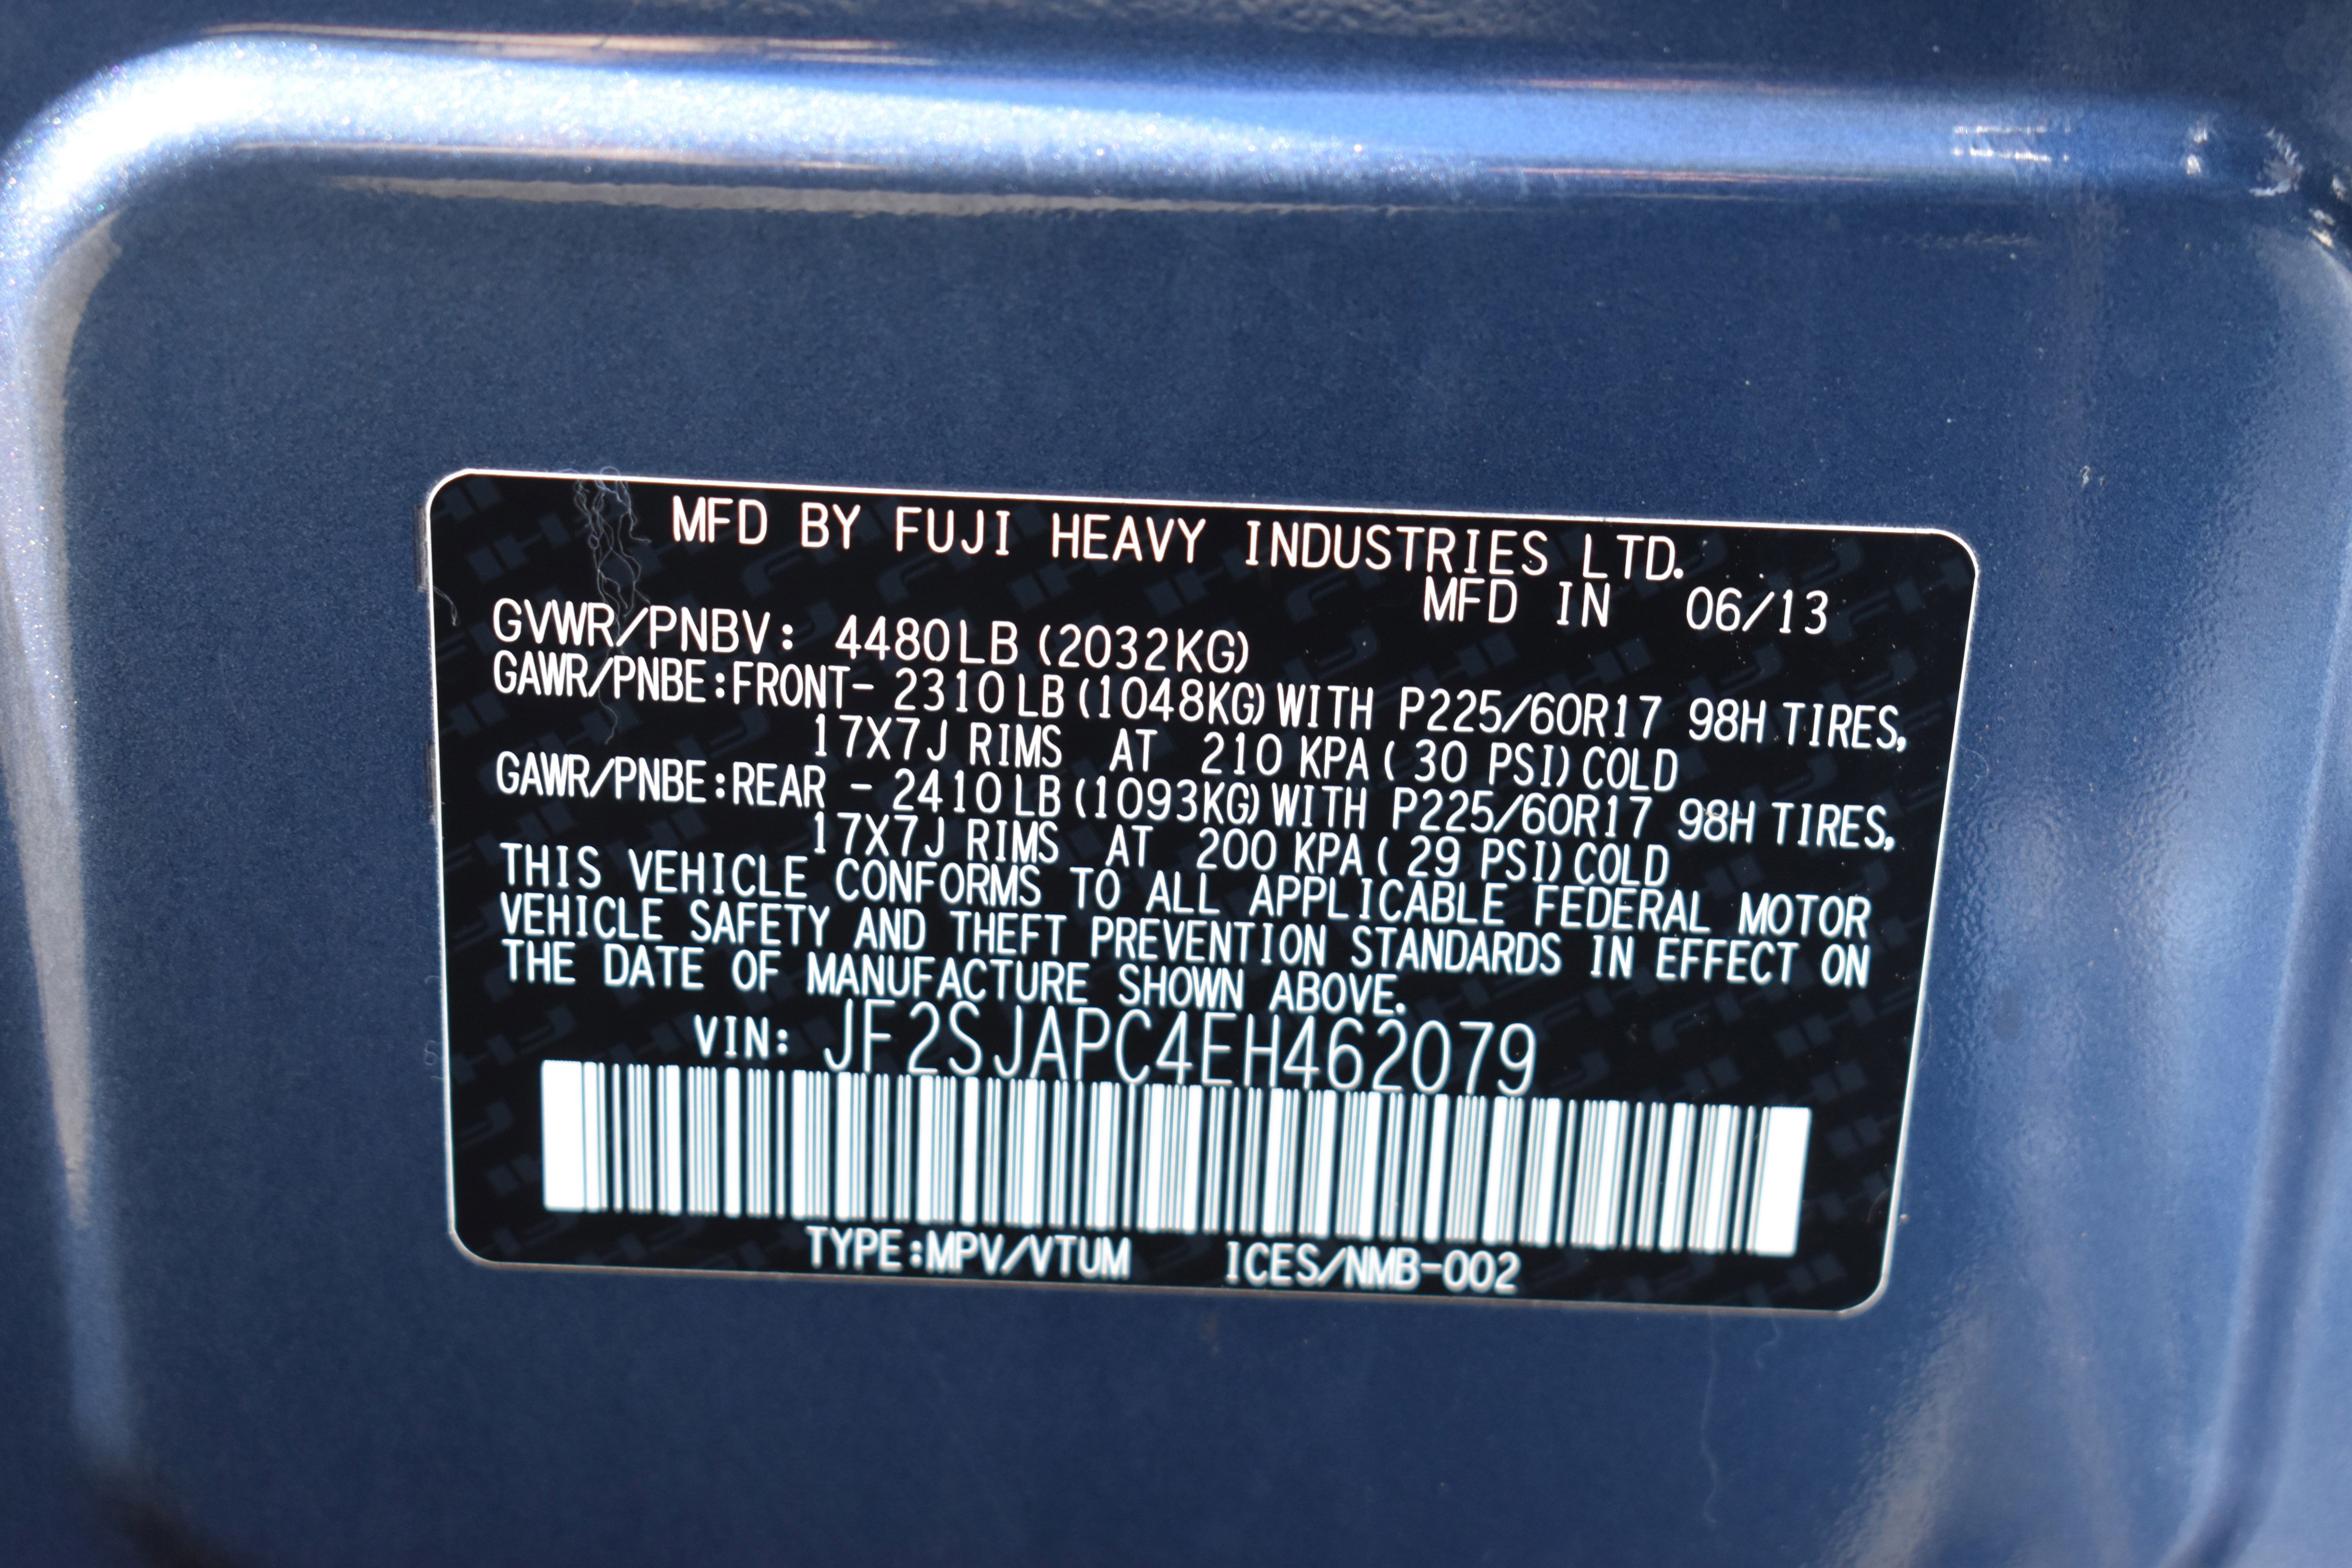 MFD BY FUJI HEAVY INDUSTRIES LTD.
MFD IN 06/13
GVWR/PNBV: 4480LB (2032KG)
GAWR/PNBE:FRONT- 2310LB (1048KG) WITH P225/60R17 98H TIRES,
17X7J RIMS AT 210 KPA ( 30 PSI) COLD
GAWR/PNBE:REAR - 2410LB (1093KG) WITH P225/60R17 98H TIRES,
17X7J RIMS AT 200 KPA ( 29 PSI) COLD
THIS VEHICLE CONFORMS TO ALL APPLICABLE FEDERAL MOTOR
VEHICLE SAFETY AND THEFT PREVENTION STANDARDS IN EFFECT ON
THE DATE OF MANUFACTURE SHOWN ABOVE.
VIN: JF2SJAPC4EH462079
TYPE:MPV/VTUM ICES/NMB-002